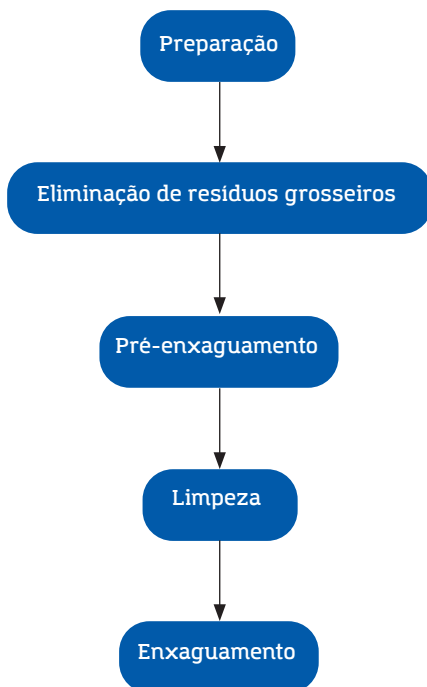 Preparação
Eliminação de resíduos grosseiros
Pré-enxaguamento
Limpeza
Enxaguamento